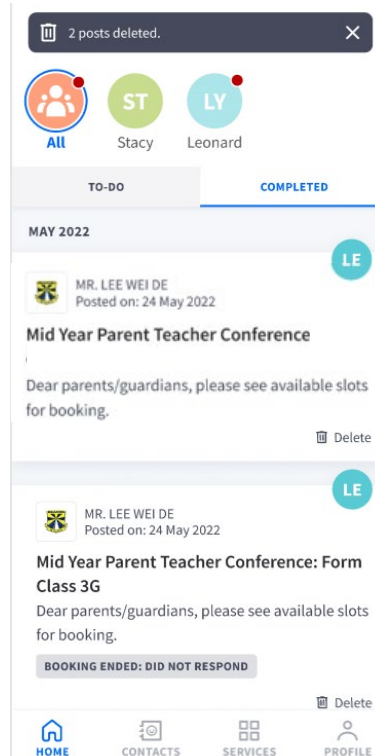 2 posts deleted.
ST
LY
All
Stacy
Leonard
TO-DO
COMPLETED
MAY 2022
LE
MR. LEE WEI DE
Posted on: 24 May 2022
Mid Year Parent Teacher Conference
Dear parents/guardians, please see available slots
for booking.
Delete
LE
MR. LEE WEI DE
Posted on: 24 May 2022
Mid Year Parent Teacher Conference: Form
Class 3G
Dear parents/guardians, please see available slots
for booking.
BOOKING ENDED: DID NOT RESPOND
Delete
HOME
CONTACTS
SERVICES
PROFILE